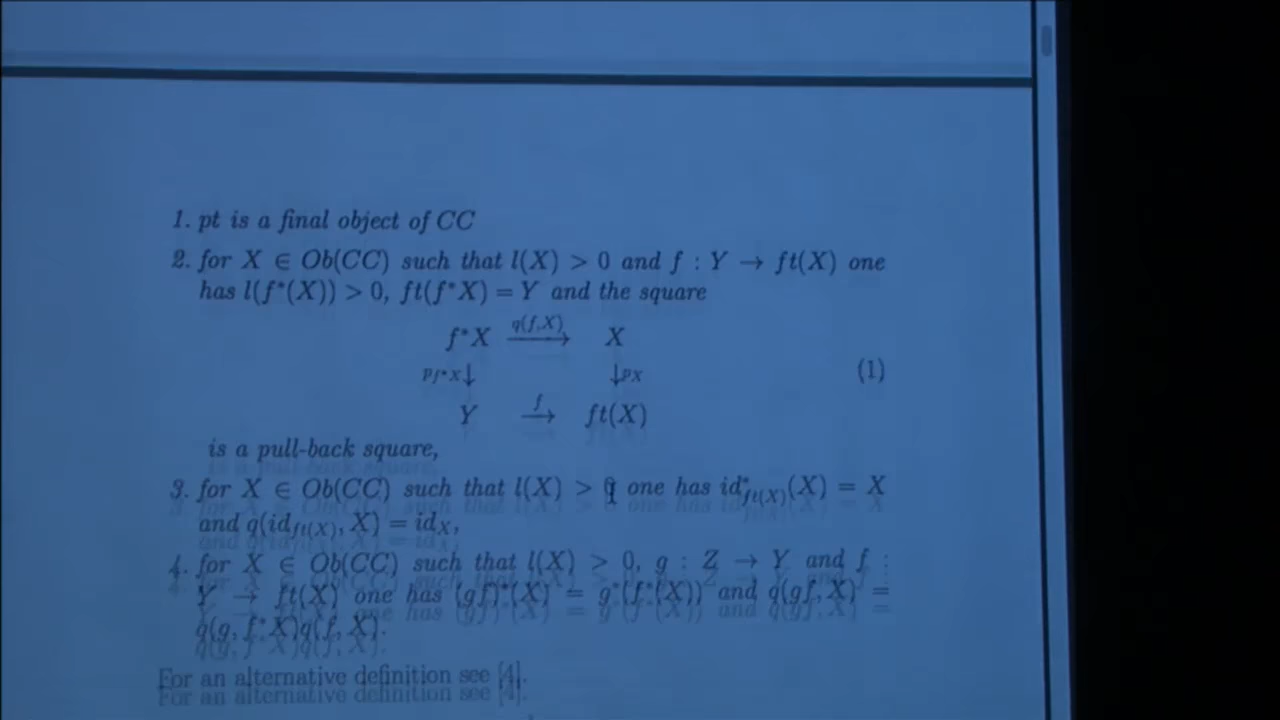 1. pt is a final object of CC
2. for X ∈ Ob(CC) such that l(X) > 0 and f : Y → ft(X) one
has l(f*(X)) > 0, ft(f*X) = Y and the square
f*X q(f,X) → X
p_{f*X} ↓ ↓ p_X (1)
Y f → ft(X)
is a pull-back square,
3. for X ∈ Ob(CC) such that l(X) > 0 one has id*_{ft(X)}(X) = X
and q(id_{ft(X)}, X) = id_X,
4. for X ∈ Ob(CC) such that l(X) > 0, g : Z → Y and f :
Y → ft(X) one has (gf)*(X) = g*(f*(X)) and q(gf, X) =
q(g, f*X)q(f, X).
For an alternative definition see [4].